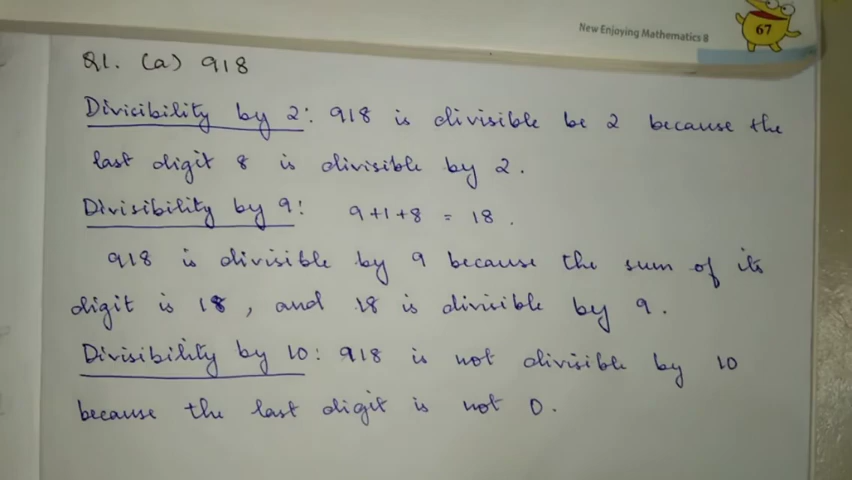 New Enjoying Mathematics 8
67
Q1. (a) 918
Divicibility by 2: 918 is divisible be 2 because the
last digit 8 is divisible by 2.
Divisibility by 9: 9+1+8 = 18.
918 is divisible by 9 because the sum of its
digit is 18, and 18 is divisible by 9.
Divisibility by 10: 918 is not divisible by 10
because the last digit is not 0.